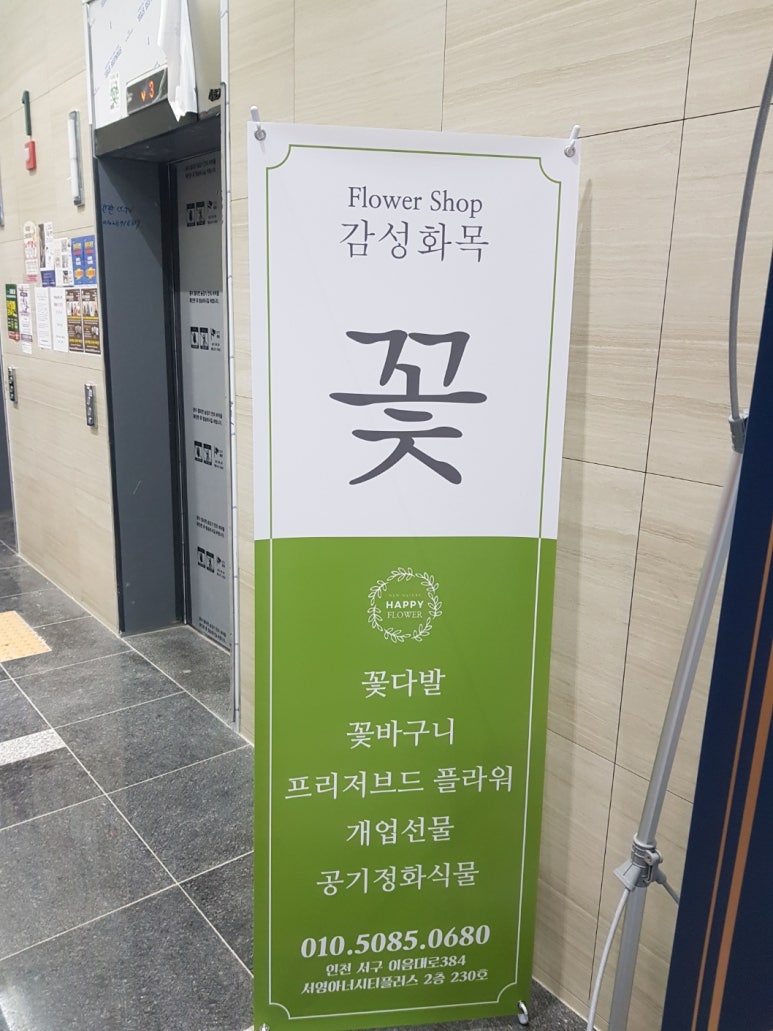 Flower Shop
감성화목
꽃
HAPPY
FLOWER
꽃다발
꽃바구니
프리저브드 플라워
개업선물
공기정화식물
010.5085.0680
인천 서구 이음대로384
서영아너시티플러스 2층 230호
3